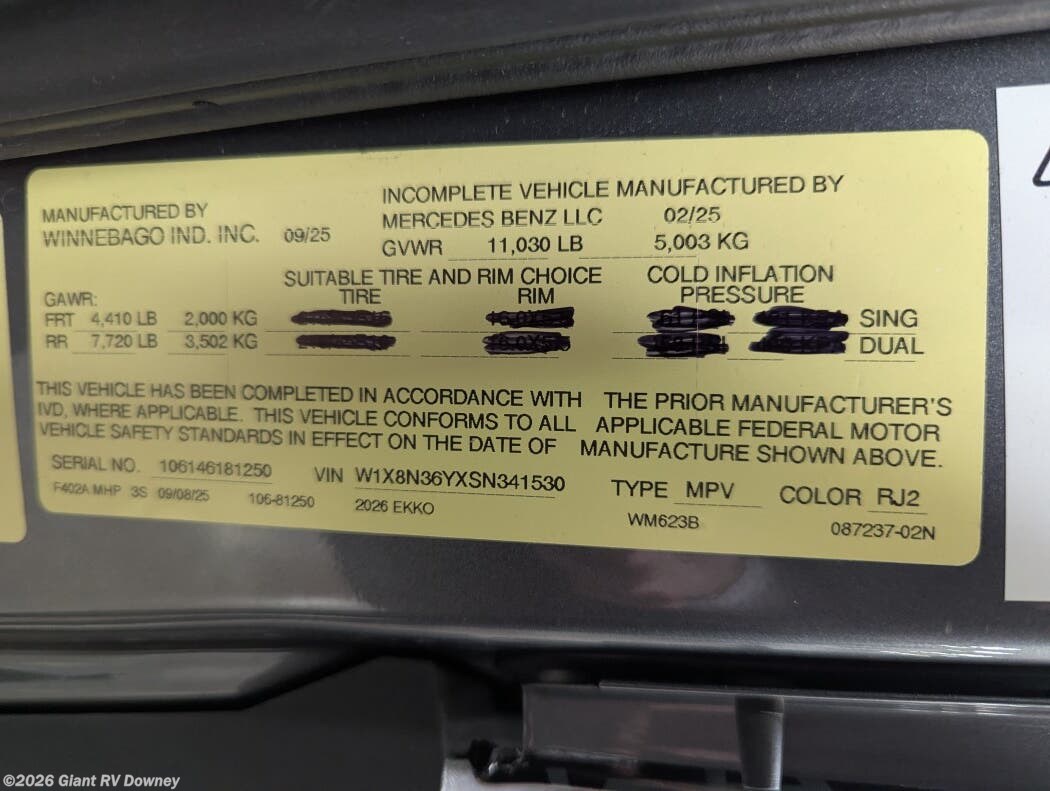 INCOMPLETE VEHICLE MANUFACTURED BY
MANUFACTURED BY MERCEDES BENZ LLC 02/25
WINNEBAGO IND. INC. 09/25 GVWR 11,030 LB 5,003 KG
SUITABLE TIRE AND RIM CHOICE COLD INFLATION
GAWR: TIRE RIM PRESSURE
FRT 4,410 LB 2,000 KG SING
RR 7,720 LB 3,502 KG DUAL
THIS VEHICLE HAS BEEN COMPLETED IN ACCORDANCE WITH THE PRIOR MANUFACTURER'S
IVD, WHERE APPLICABLE. THIS VEHICLE CONFORMS TO ALL APPLICABLE FEDERAL MOTOR
VEHICLE SAFETY STANDARDS IN EFFECT ON THE DATE OF MANUFACTURE SHOWN ABOVE.
SERIAL NO. 106146181250 VIN W1X8N36YXSN341530 TYPE MPV COLOR RJ2
F402A MHP 3S 09/08/25 106-81250 2026 EKKO WM623B 087237-02N
©2026 Giant RV Downey